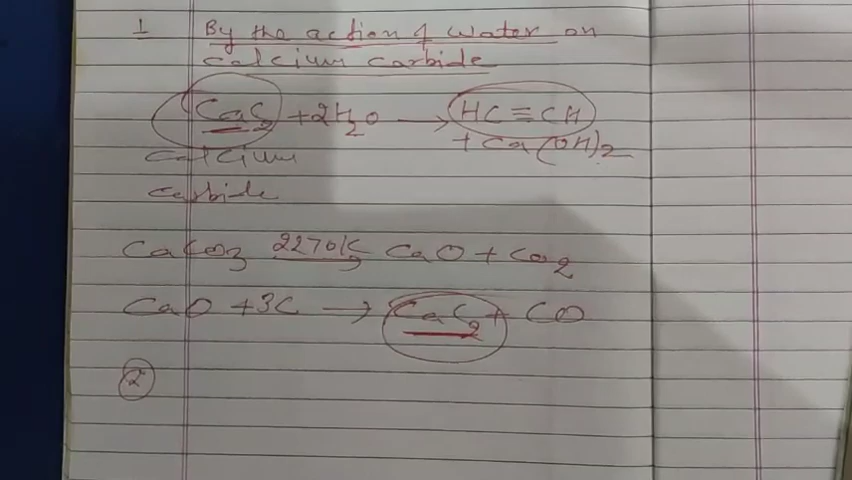 1 By the action of water on
calcium carbide
CaC2 + 2H2O → HC≡CH
+ Ca(OH)2
Calcium
carbide
CaCO3 2270K CaO + CO2
CaO + 3C → CaC2 + CO
2